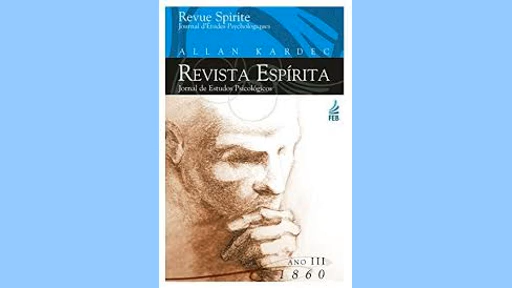 Revue Spirite
Journal d'Études Psychologiques
ALLAN KARDEC
REVISTA ESPÍRITA
Jornal de Estudos Psicológicos
FEB
ANO III
1860